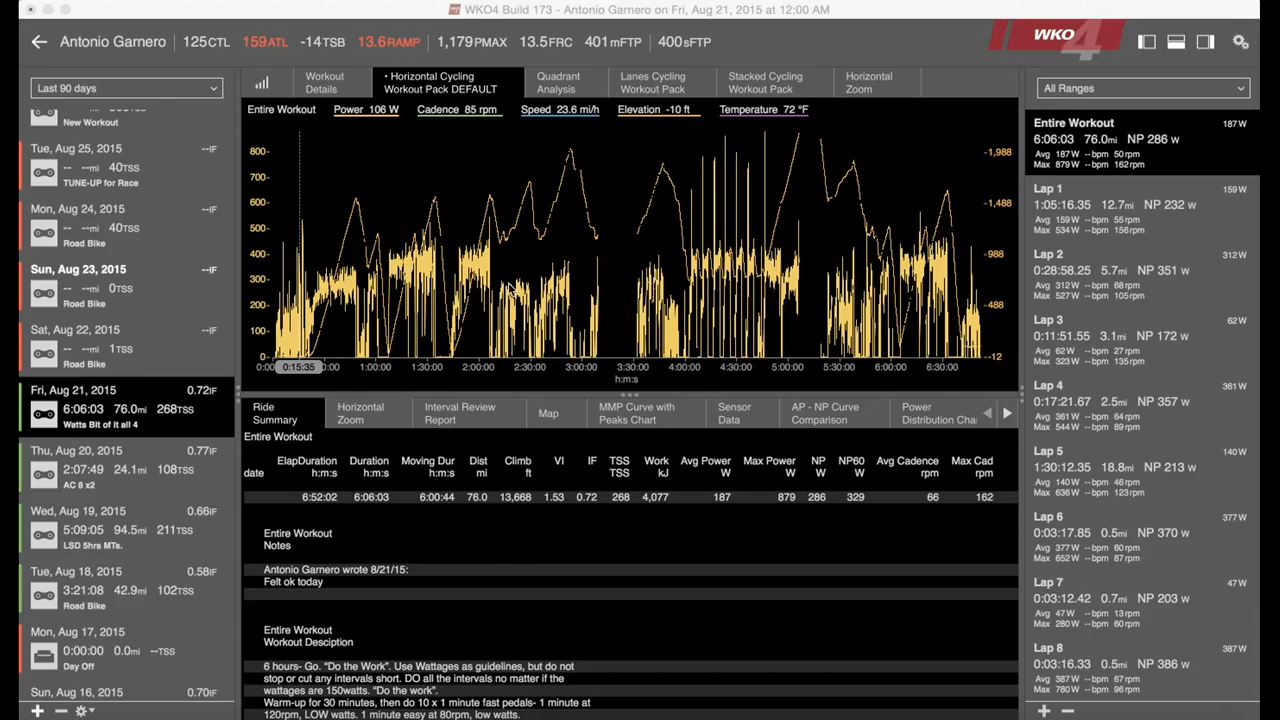 WKO4 Build 173 - Antonio Garnero on Fri, Aug 21, 2015 at 12:00 AM
Antonio Garnero 125CTL 159ATL -14TSB 13.6RAMP 1,179PMAX 13.5FRC 401mFTP 400sFTP
WKO 4
Last 90 days
New Workout
Tue, Aug 25, 2015 --IF
-- --mi 40TSS
TUNE-UP for Race
Mon, Aug 24, 2015 --IF
-- --mi 40TSS
Road Bike
Sun, Aug 23, 2015 --IF
-- --mi 0TSS
Road Bike
Sat, Aug 22, 2015 --IF
-- --mi 1TSS
Road Bike
Fri, Aug 21, 2015 0.72IF
6:06:03 76.0mi 268TSS
Watts Bit of it all 4
Thu, Aug 20, 2015 0.77IF
2:07:49 24.1mi 108TSS
AC 8 x2
Wed, Aug 19, 2015 0.66IF
5:09:05 94.5mi 211TSS
LSD 5hrs MTs.
Tue, Aug 18, 2015 0.58IF
3:21:08 42.9mi 102TSS
Road Bike
Mon, Aug 17, 2015
0:00:00 0.0mi --TSS
Day Off
Sun, Aug 16, 2015 0.70IF
Workout
Details
• Horizontal Cycling
Workout Pack DEFAULT
Quadrant
Analysis
Lanes Cycling
Workout Pack
Stacked Cycling
Workout Pack
Horizontal
Zoom
Entire Workout Power 106 W Cadence 85 rpm Speed 23.6 mi/h Elevation -10 ft Temperature 72 °F
800-
700-
600-
500-
400-
300-
200-
100-
0-
-1,988
-1,488
-988
-488
-12
0:00 0:15:35 0:00 1:00:00 1:30:00 2:00:00 2:30:00 3:00:00 3:30:00 4:00:00 4:30:00 5:00:00 5:30:00 6:00:00 6:30:00
h:m:s
Ride
Summary
Horizontal
Zoom
Interval Review
Report
Map
MMP Curve with
Peaks Chart
Sensor
Data
AP - NP Curve
Comparison
Power
Distribution Cha
Entire Workout
ElapDuration Duration Moving Dur Dist Climb VI IF TSS Work Avg Power Max Power NP NP60 Avg Cadence Max Cad
date h:m:s h:m:s h:m:s mi ft TSS kJ W W W W rpm rpm
6:52:02 6:06:03 6:00:44 76.0 13,668 1.53 0.72 268 4,077 187 879 286 329 66 162
Entire Workout
Notes
Antonio Garnero wrote 8/21/15:
Felt ok today
Entire Workout
Workout Desciption
6 hours- Go. "Do the Work". Use Wattages as guidelines, but do not
stop or cut any intervals short. DO all the intervals no matter if the
wattages are 150watts. "Do the work".
Warm-up for 30 minutes, then do 10 x 1 minute fast pedals- 1 minute at
120rpm, LOW watts. 1 minute easy at 80rpm, low watts.
All Ranges
Entire Workout 187W
6:06:03 76.0mi NP 286 W
Avg 187W --bpm 50rpm
Max 879W --bpm 162rpm
Lap 1 159W
1:05:16.35 12.7mi NP 232 W
Avg 159W --bpm 55rpm
Max 534W --bpm 156rpm
Lap 2 312W
0:28:58.25 5.7mi NP 351 W
Avg 312W --bpm 68rpm
Max 527W --bpm 105rpm
Lap 3 62W
0:11:51.55 3.1mi NP 172 W
Avg 62W --bpm 27rpm
Max 323W --bpm 135rpm
Lap 4 361W
0:17:21.67 2.5mi NP 357 W
Avg 361W --bpm 64rpm
Max 544W --bpm 89rpm
Lap 5 140W
1:30:12.35 18.8mi NP 213 W
Avg 140W --bpm 46rpm
Max 636W --bpm 123rpm
Lap 6 377W
0:03:17.85 0.5mi NP 370 W
Avg 377W --bpm 60rpm
Max 652W --bpm 87rpm
Lap 7 47W
0:03:12.42 0.7mi NP 203 W
Avg 47W --bpm 13rpm
Max 280W --bpm 60rpm
Lap 8 387W
0:03:16.33 0.5mi NP 386 W
Avg 387W --bpm 67rpm
Max 780W --bpm 96rpm